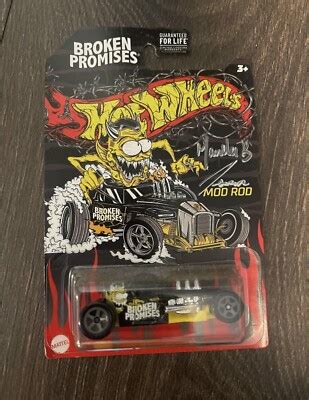 BROKEN
PROMISES
GUARANTEED
FOR LIFE
3+
Hot Wheels
MOD ROD
BROKEN
PROMISES
BROKEN
PROMISES
MATTEL